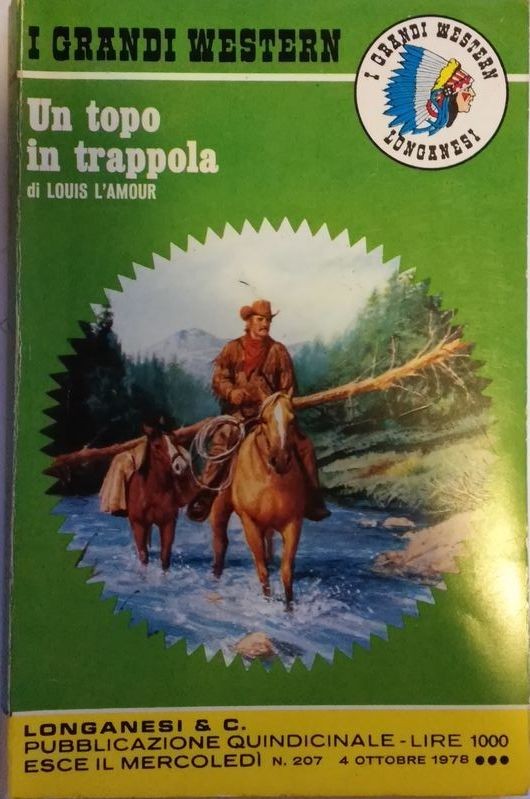 I GRANDI WESTERN
I GRANDI WESTERN
LONGANESI
Un topo
in trappola
di LOUIS L'AMOUR
LONGANESI & C.
PUBBLICAZIONE QUINDICINALE - LIRE 1000
ESCE IL MERCOLEDÌ N. 207 4 OTTOBRE 1978 ●●●